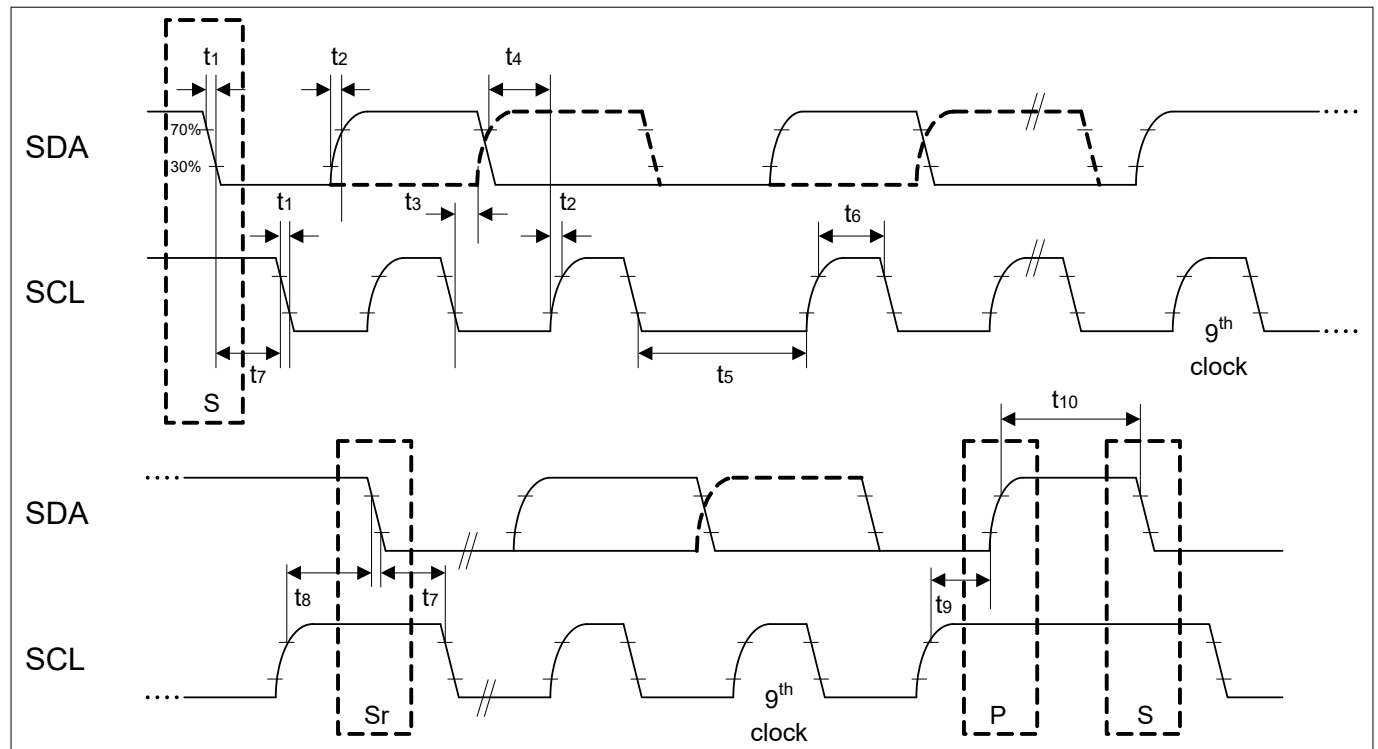 t1 t2 t4
SDA
70%
30%
t1 t3 t2 t6
SCL
t7 t5 9th
clock
S
t10
SDA
t8 t7 t9
SCL
Sr 9th P S
clock